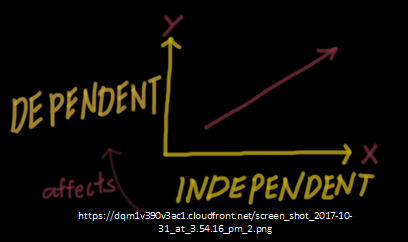 Y
DEPENDENT
X
affects
INDEPENDENT
https://dqm1v390v3ac1.cloudfront.net/screen_shot_2017-10-
31_at_3.54.16_pm_2.png